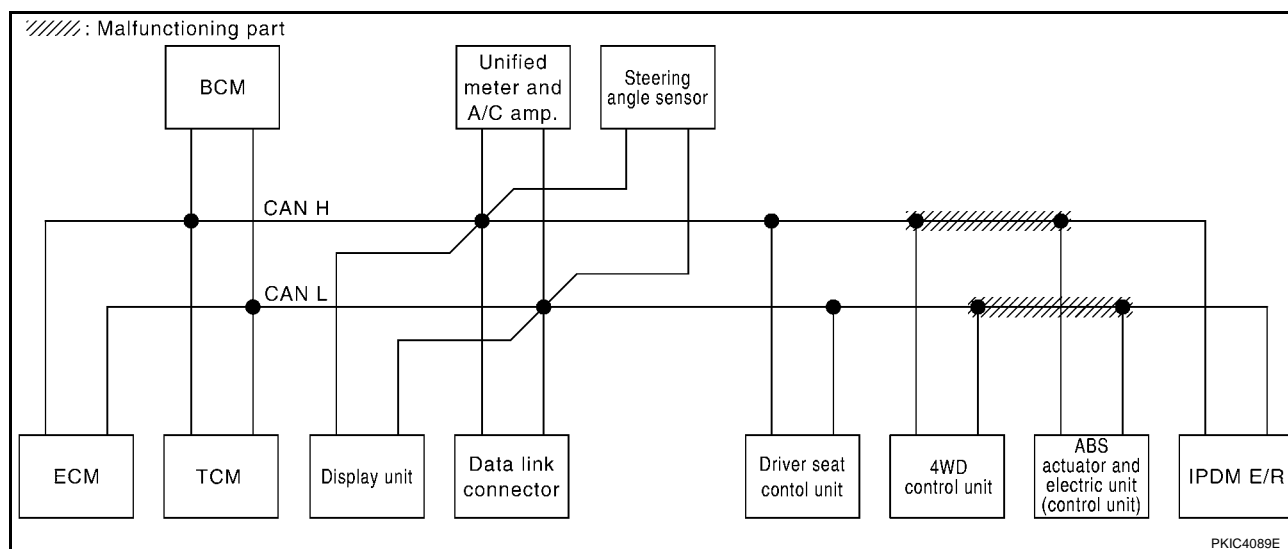 : Malfunctioning part
BCM
Unified
meter and
A/C amp.
Steering
angle sensor
CAN H
CAN L
ECM
TCM
Display unit
Data link
connector
Driver seat
contol unit
4WD
control unit
ABS
actuator and
electric unit
(control unit)
IPDM E/R
PKIC4089E